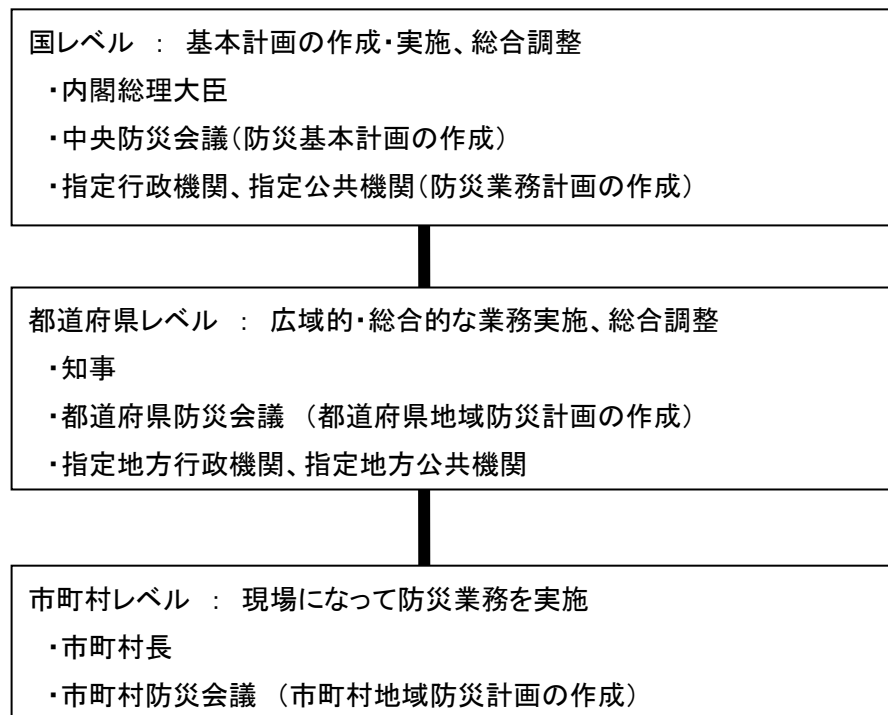 国レベル : 基本計画の作成・実施、総合調整
・内閣総理大臣
・中央防災会議(防災基本計画の作成)
・指定行政機関、指定公共機関(防災業務計画の作成)
都道府県レベル : 広域的・総合的な業務実施、総合調整
・知事
・都道府県防災会議 (都道府県地域防災計画の作成)
・指定地方行政機関、指定地方公共機関
市町村レベル : 現場になって防災業務を実施
・市町村長
・市町村防災会議 (市町村地域防災計画の作成)